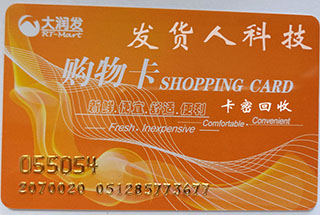 大润发
RT-Mart
发货人科技
购物卡 SHOPPING CARD
新鲜.便宜.舒适.便利
卡密回收
Fresh . Inexpensive
Comfortable . Convenient
055054
2070020 051285773677